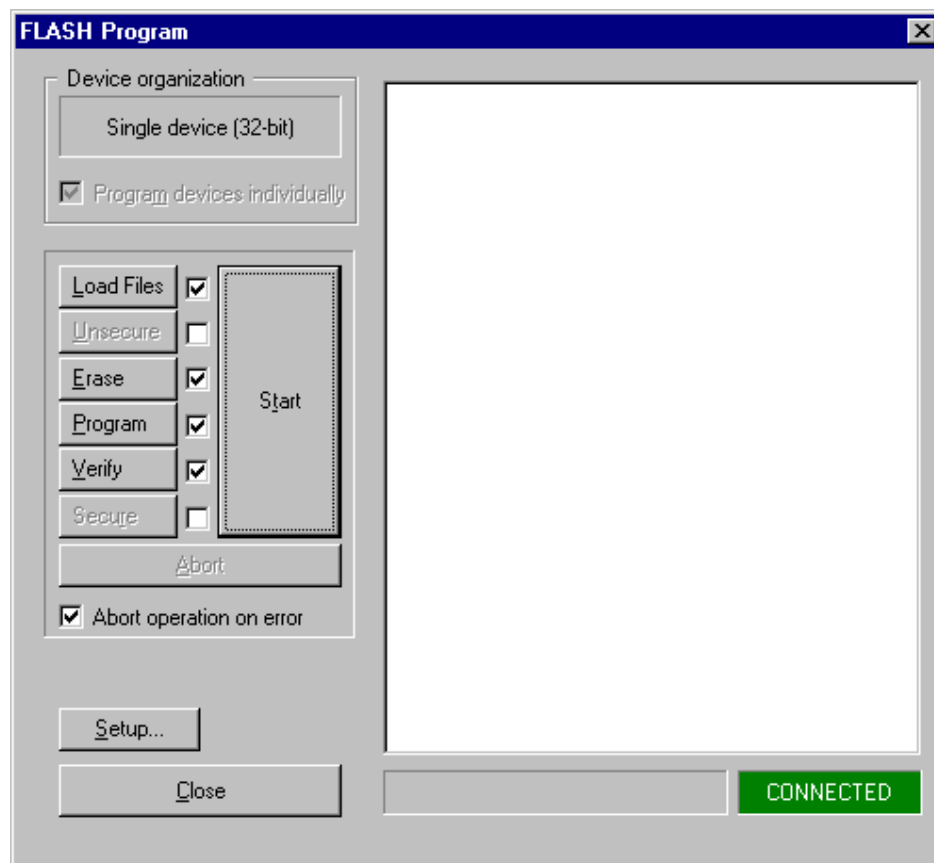 FLASH Program
Device organization
Single device (32-bit)
Program devices individually
Load Files
Unsecure
Erase
Program
Verify
Secure
Start
Abort
Abort operation on error
Setup...
Close
CONNECTED